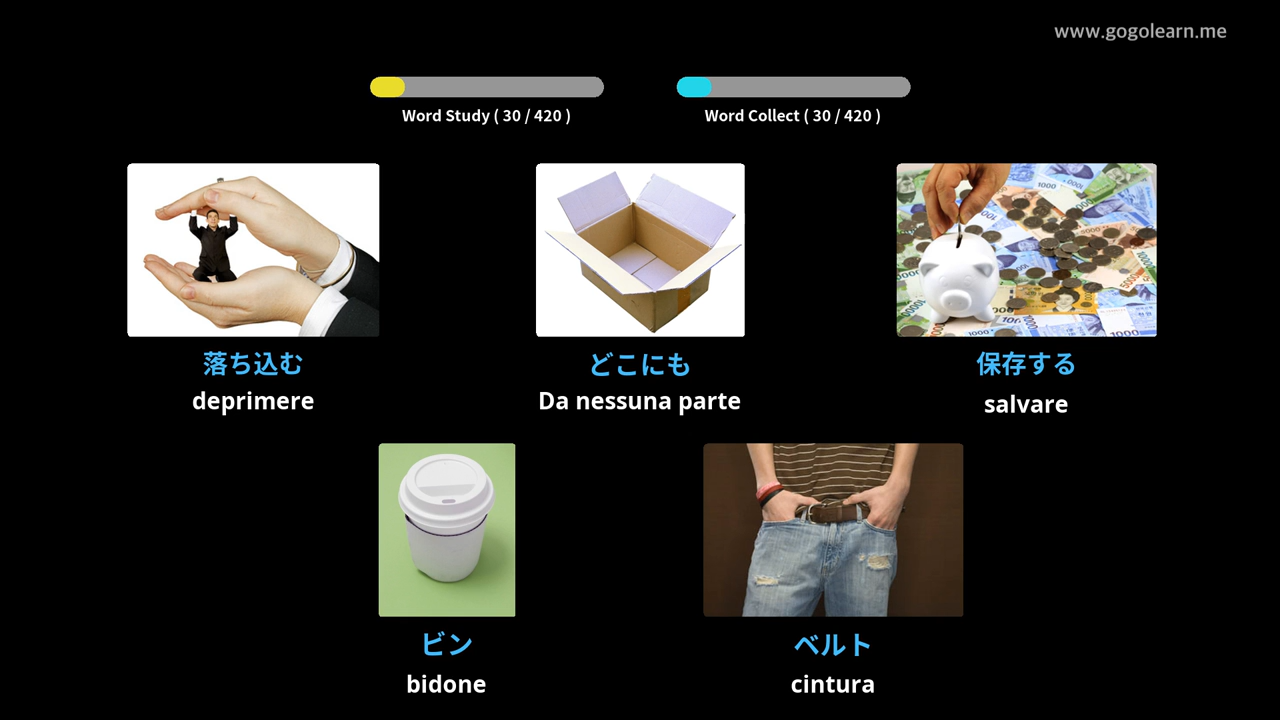 www.gogolearn.me
Word Study ( 30 / 420 )
Word Collect ( 30 / 420 )
落ち込む
deprimere
どこにも
Da nessuna parte
保存する
salvare
ビン
bidone
ベルト
cintura